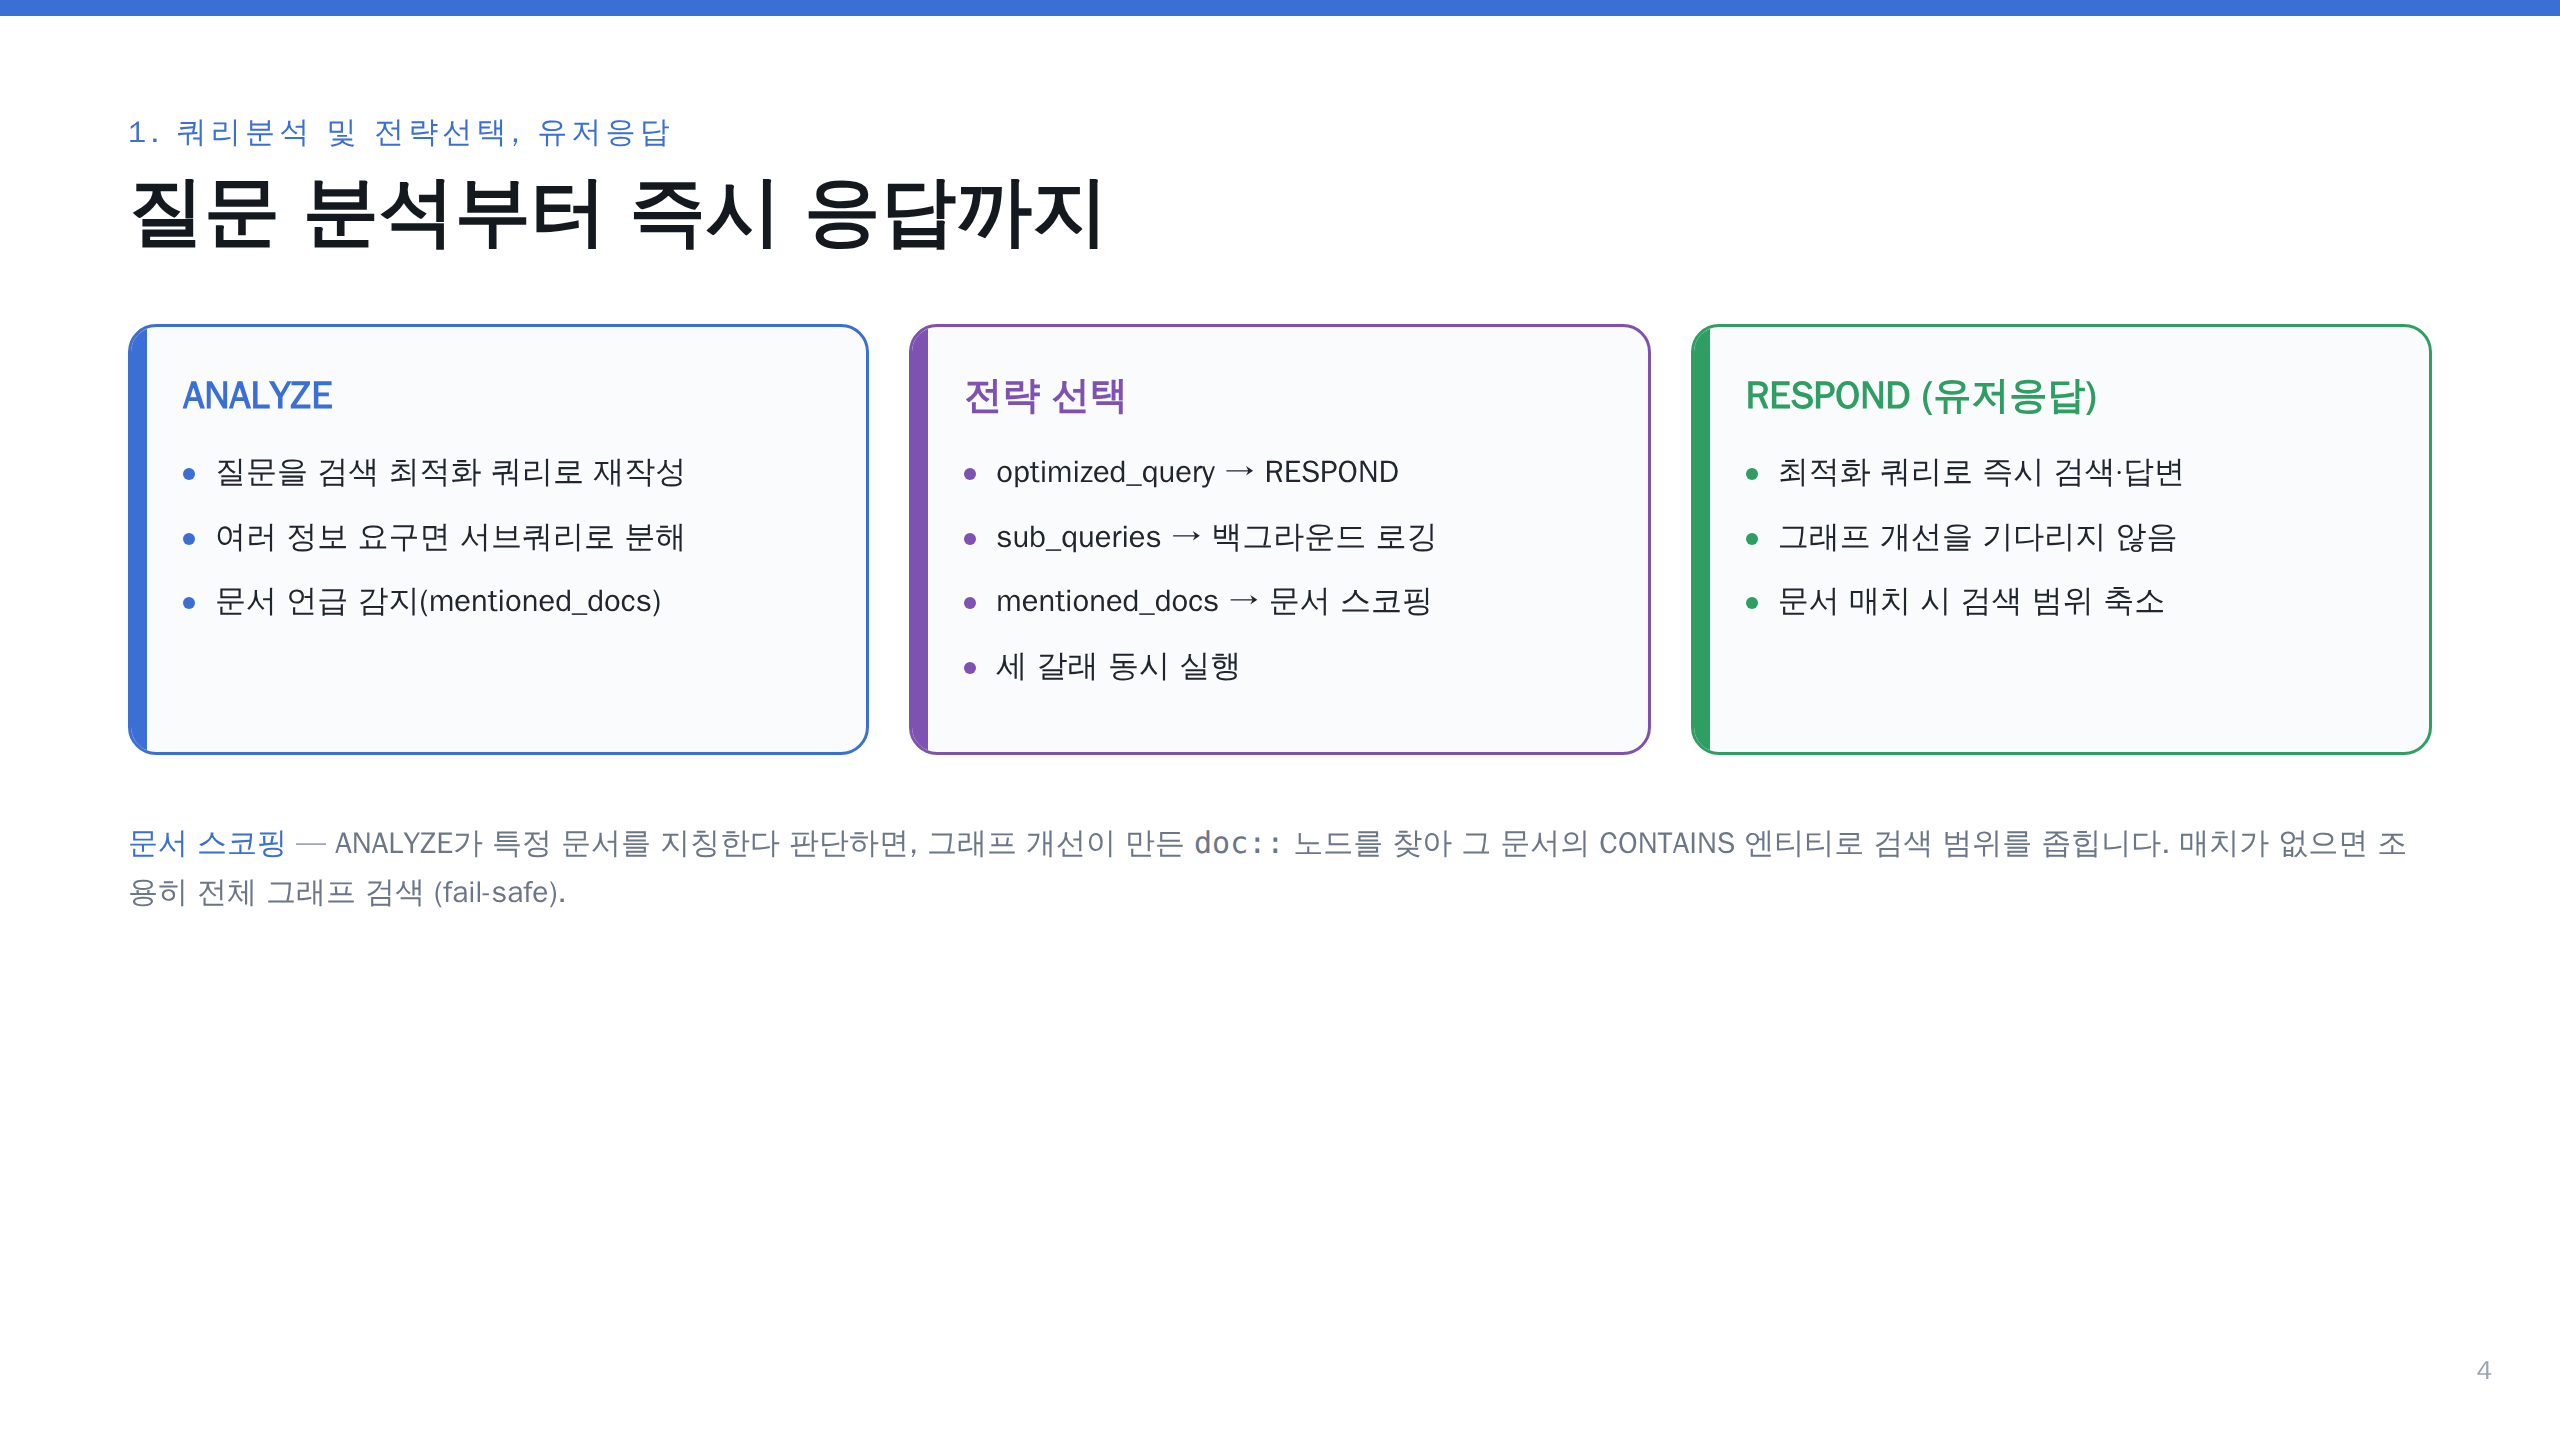 1. 쿼리분석 및 전략선택, 유저응답
질문 분석부터 즉시 응답까지
ANALYZE
• 질문을 검색 최적화 쿼리로 재작성
• 여러 정보 요구면 서브쿼리로 분해
• 문서 언급 감지(mentioned_docs)
전략 선택
• optimized_query → RESPOND
• sub_queries → 백그라운드 로깅
• mentioned_docs → 문서 스코핑
• 세 갈래 동시 실행
RESPOND (유저응답)
• 최적화 쿼리로 즉시 검색·답변
• 그래프 개선을 기다리지 않음
• 문서 매치 시 검색 범위 축소
문서 스코핑 — ANALYZE가 특정 문서를 지칭한다 판단하면, 그래프 개선이 만든 doc:: 노드를 찾아 그 문서의 CONTAINS 엔티티로 검색 범위를 좁힙니다. 매치가 없으면 조
용히 전체 그래프 검색 (fail-safe).
4